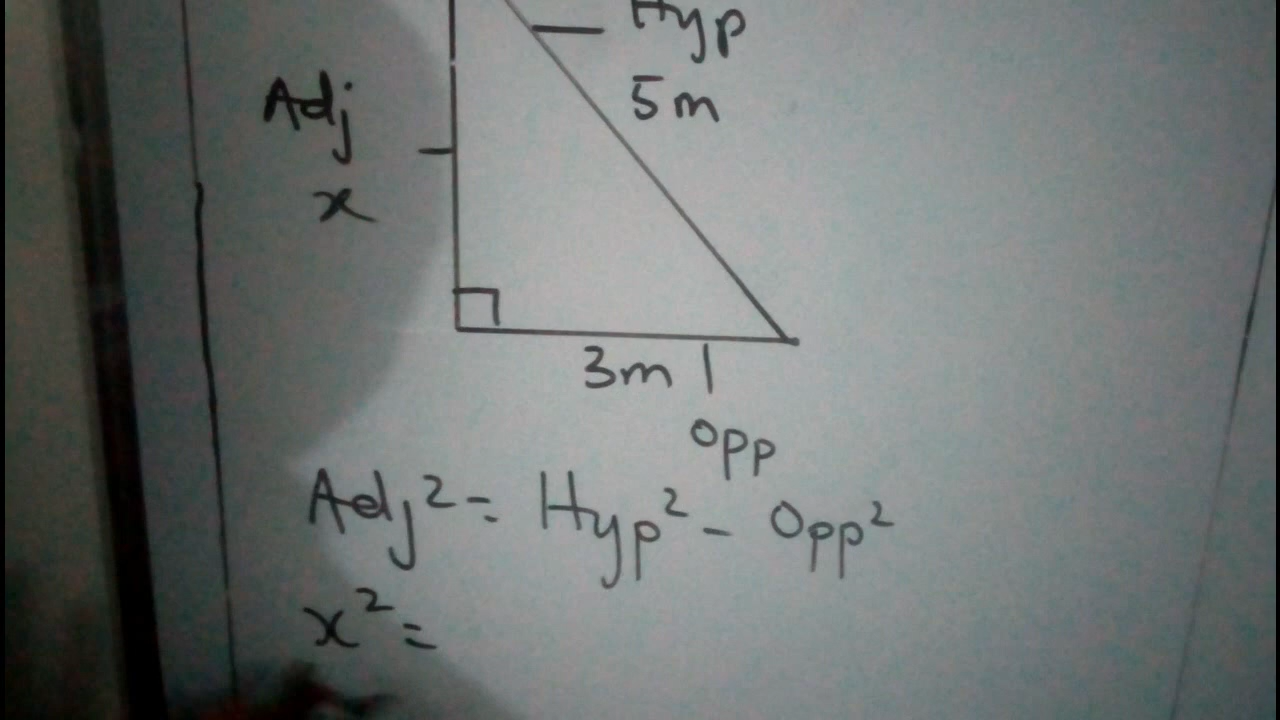 Hyp
5m
Adj
x
3m
opp
Adj² = Hyp² - Opp²
x² =